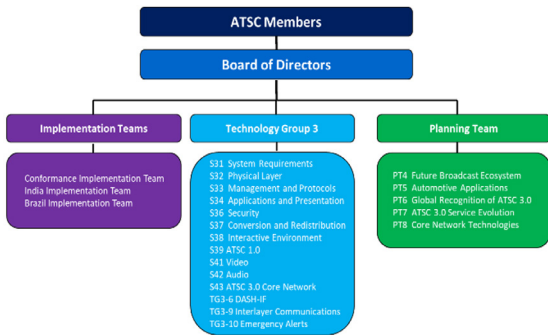 ATSC Members
Board of Directors
Implementation Teams
Conformance Implementation Team
India Implementation Team
Brazil Implementation Team
Technology Group 3
S31 System Requirements
S32 Physical Layer
S33 Management and Protocols
S34 Applications and Presentation
S36 Security
S37 Conversion and Redistribution
S38 Interactive Environment
S39 ATSC 1.0
S41 Video
S42 Audio
S43 ATSC 3.0 Core Network
TG3-6 DASH-IF
TG3-9 Interlayer Communications
TG3-10 Emergency Alerts
Planning Team
PT4 Future Broadcast Ecosystem
PT5 Automotive Applications
PT6 Global Recognition of ATSC 3.0
PT7 ATSC 3.0 Service Evolution
PT8 Core Network Technologies